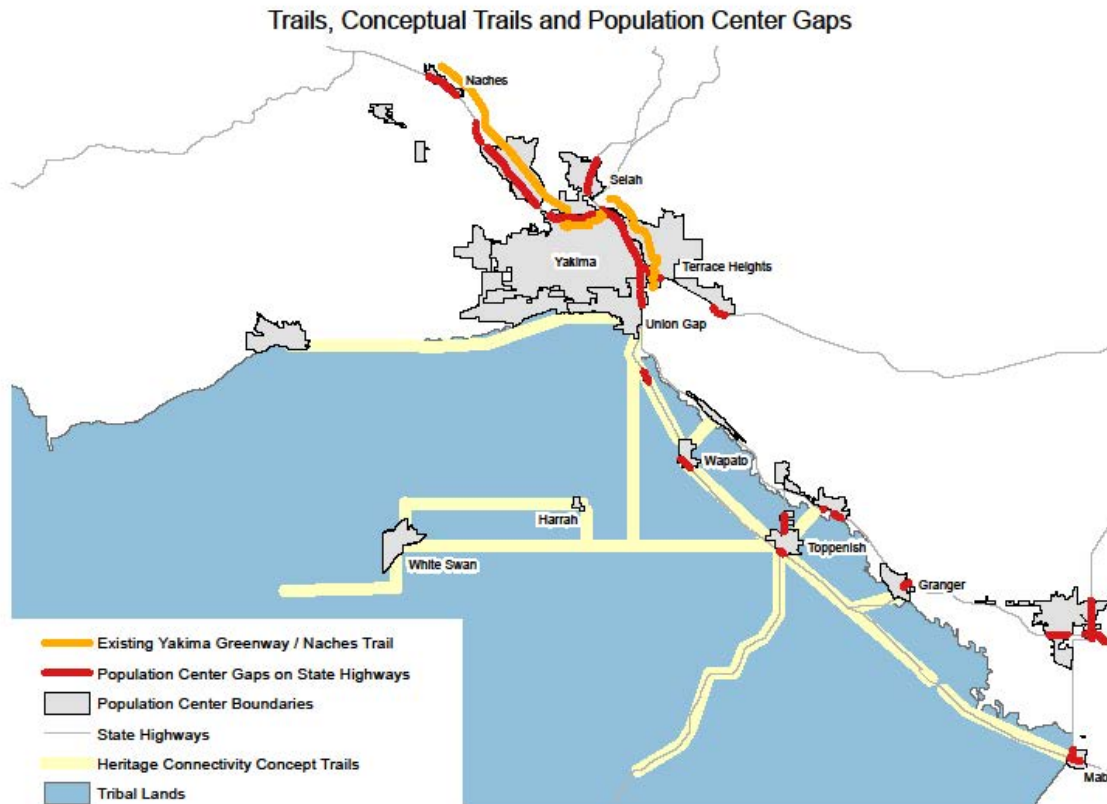 Trails, Conceptual Trails and Population Center Gaps
Naches
Selah
Yakima
Terrace Heights
Union Gap
Wapato
Harrah
White Swan
Toppenish
Granger
Mab
Existing Yakima Greenway / Naches Trail
Population Center Gaps on State Highways
Population Center Boundaries
State Highways
Heritage Connectivity Concept Trails
Tribal Lands